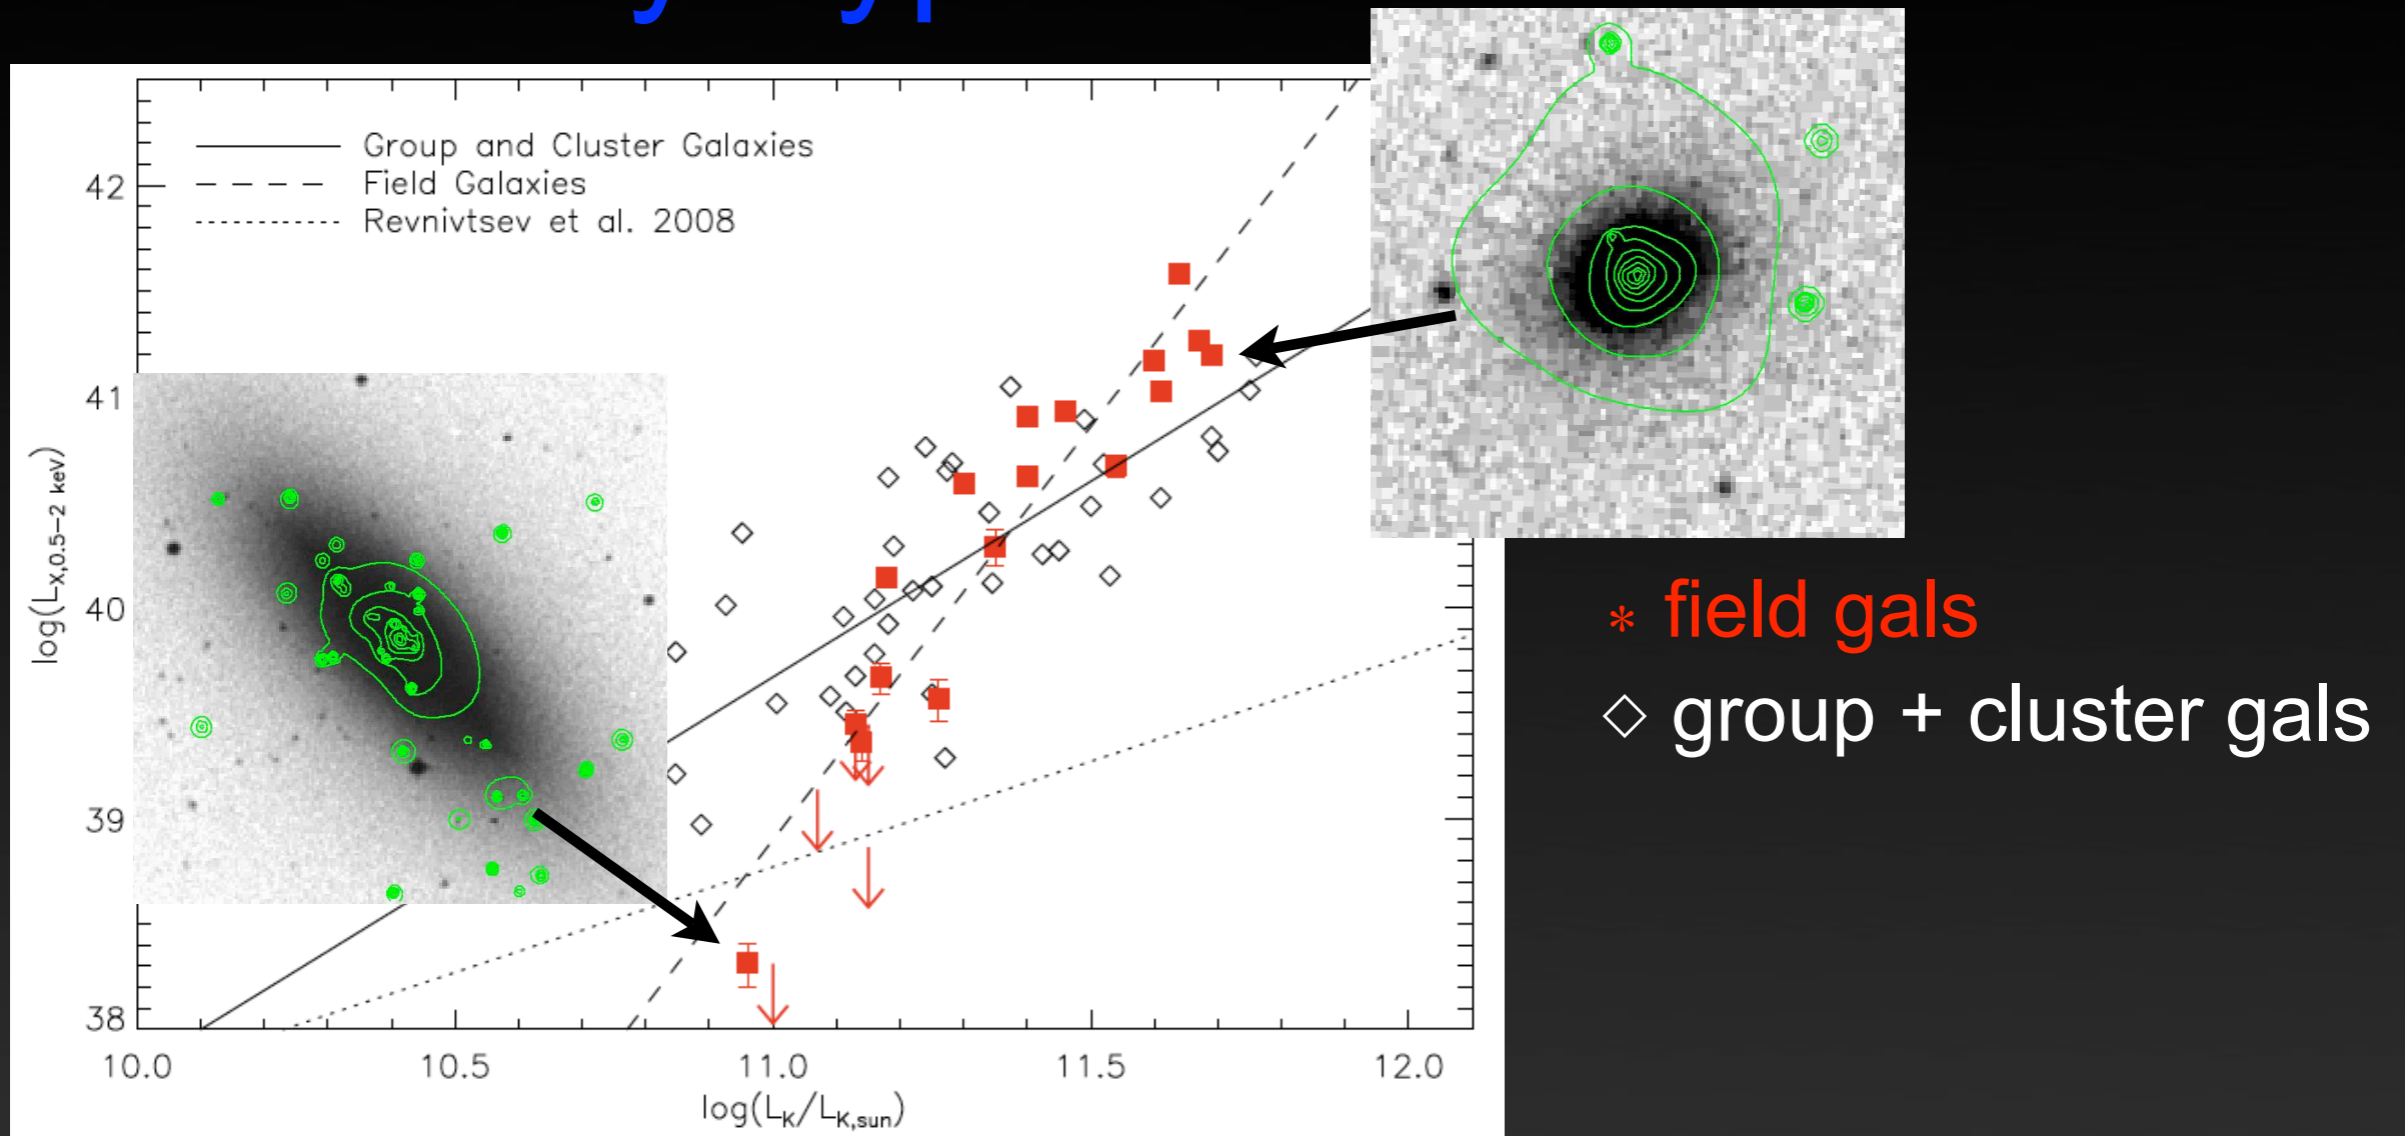 Group and Cluster Galaxies
Field Galaxies
Revnivtsev et al. 2008
42
41
40
39
38
log(Lx,0.5-2 keV)
10.0 10.5 11.0 11.5 12.0
log(LK/LK,sun)
* field gals
◇ group + cluster gals